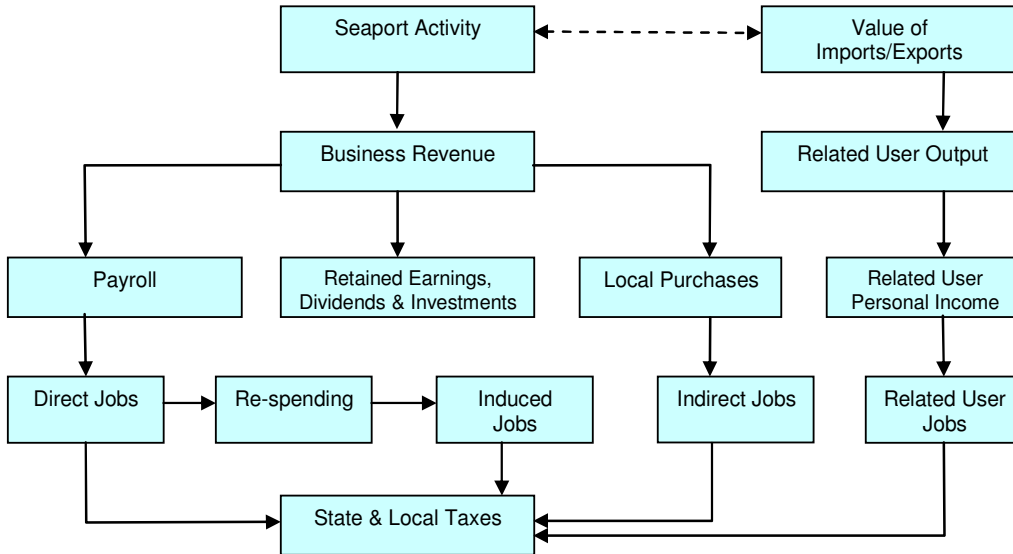 Seaport Activity
Value of
Imports/Exports
Business Revenue
Related User Output
Payroll
Retained Earnings,
Dividends & Investments
Local Purchases
Related User
Personal Income
Direct Jobs
Re-spending
Induced
Jobs
Indirect Jobs
Related User
Jobs
State & Local Taxes